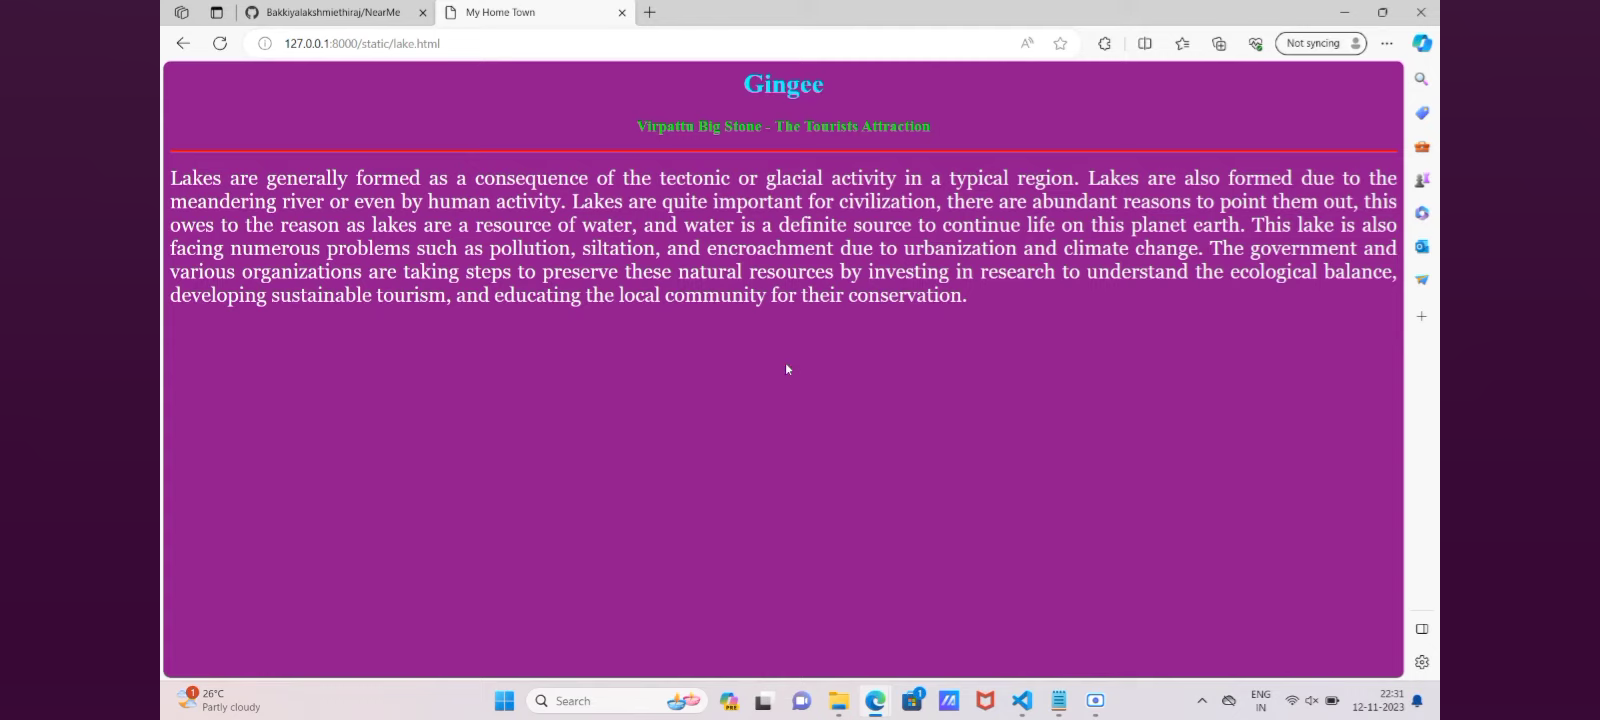 Bakkiyalakshmiethiraj/NearMe
My Home Town
127.0.0.1:8000/static/lake.html
Not syncing
Gingee
Virpattu Big Stone - The Tourists Attraction
Lakes are generally formed as a consequence of the tectonic or glacial activity in a typical region. Lakes are also formed due to the
meandering river or even by human activity. Lakes are quite important for civilization, there are abundant reasons to point them out, this
owes to the reason as lakes are a resource of water, and water is a definite source to continue life on this planet earth. This lake is also
facing numerous problems such as pollution, siltation, and encroachment due to urbanization and climate change. The government and
various organizations are taking steps to preserve these natural resources by investing in research to understand the ecological balance,
developing sustainable tourism, and educating the local community for their conservation.
1
26°C
Partly cloudy
Search
PRE
1
ENG
IN
22:31
12-11-2023